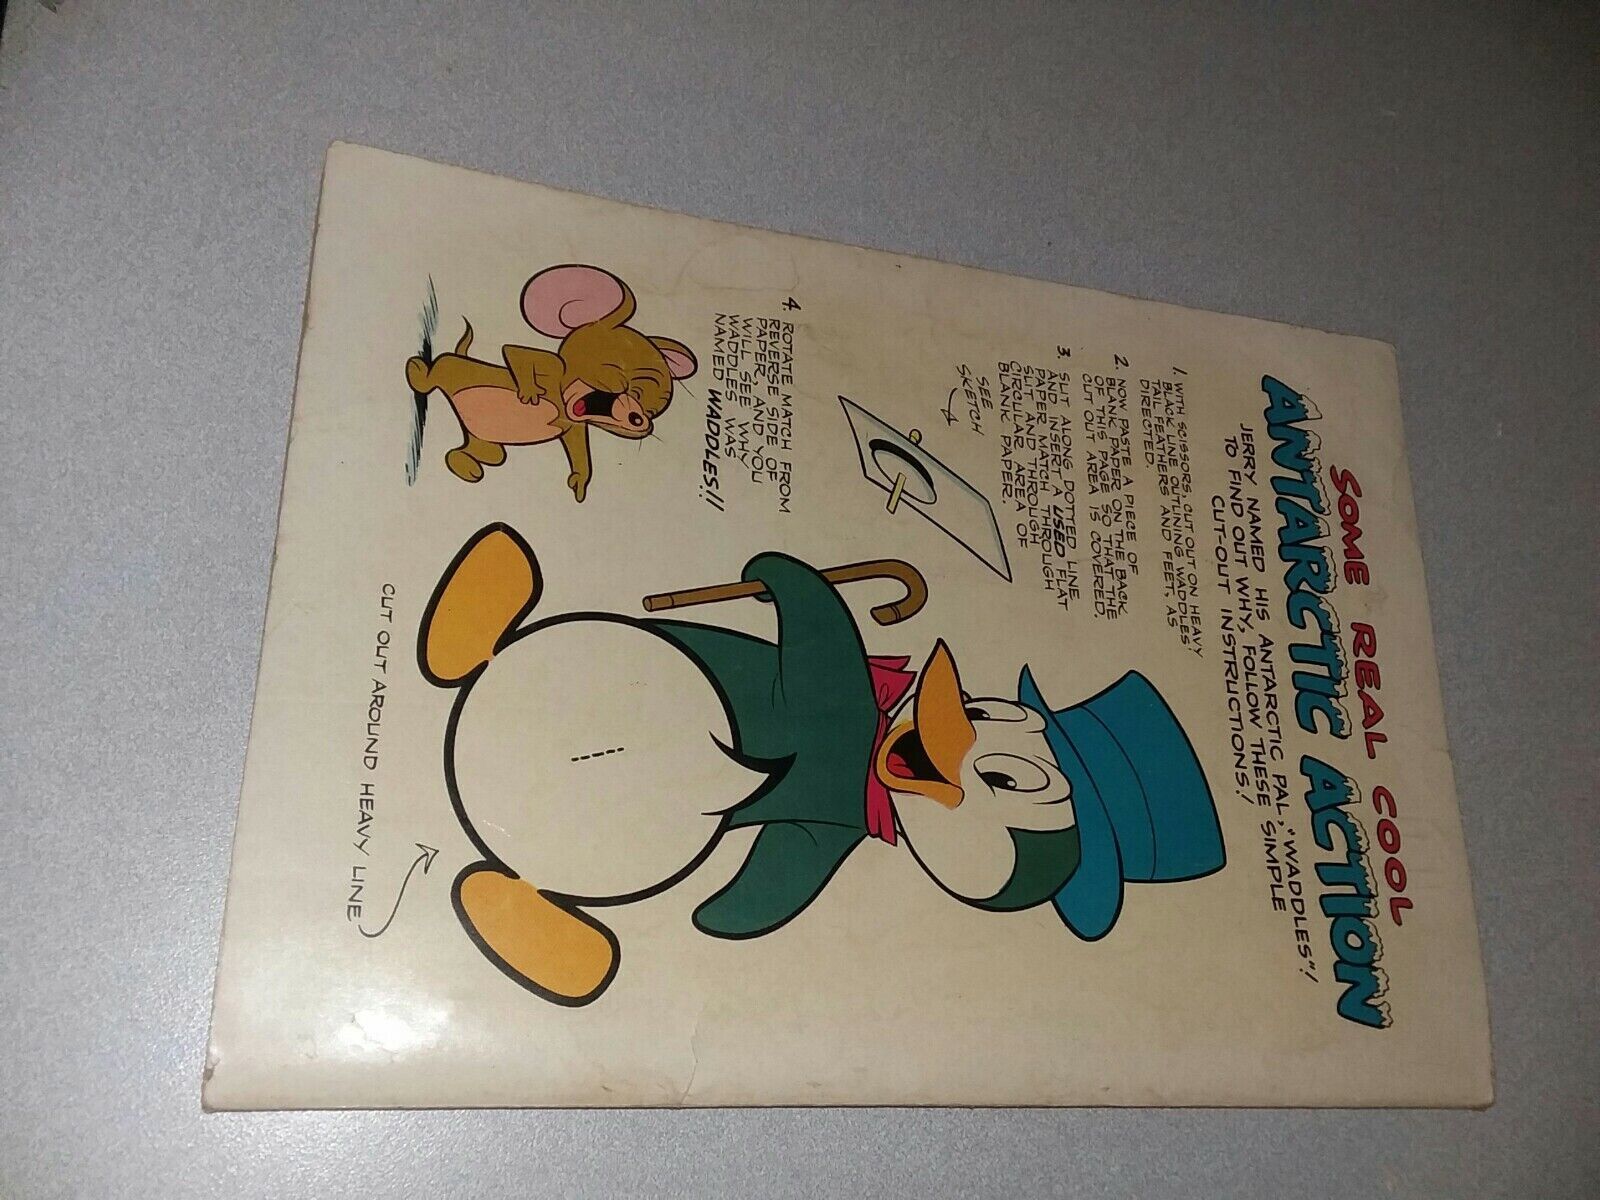 SOME REAL COOL
ANTARCTIC ACTION
JERRY NAMED HIS ANTARCTIC PAL, "WADDLES"!
TO FIND OUT WHY, FOLLOW THESE SIMPLE
CUT-OUT INSTRUCTIONS!
1. WITH SCISSORS, CUT OUT ON HEAVY
BLACK LINE OUTLINING WADDLES'
TAIL FEATHERS AND FEET, AS
DIRECTED.
2. NOW PASTE A PIECE OF
BLANK PAPER ON THE BACK
OF THIS PAGE SO THAT THE
CUT OUT AREA IS COVERED.
3. SLIT ALONG DOTTED LINE
AND INSERT A USED FLAT
PAPER MATCH THROUGH
SLIT AND THROUGH
CIRCULAR AREA OF
BLANK PAPER.
SEE
SKETCH
4. ROTATE MATCH FROM
REVERSE SIDE OF
PAPER, AND YOU
WILL SEE WHY
WADDLES WAS
NAMED WADDLES!!
CUT OUT AROUND HEAVY LINE